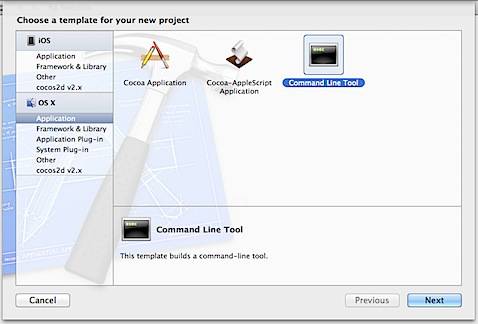 Choose a template for your new project
iOS
Application
Framework & Library
Other
cocos2d v2.x
OS X
Application
Framework & Library
Application Plug-in
System Plug-in
Other
cocos2d v2.x
Cocoa Application
Cocoa-AppleScript
Application
Command Line Tool
Command Line Tool
This template builds a command-line tool.
Cancel
Previous
Next